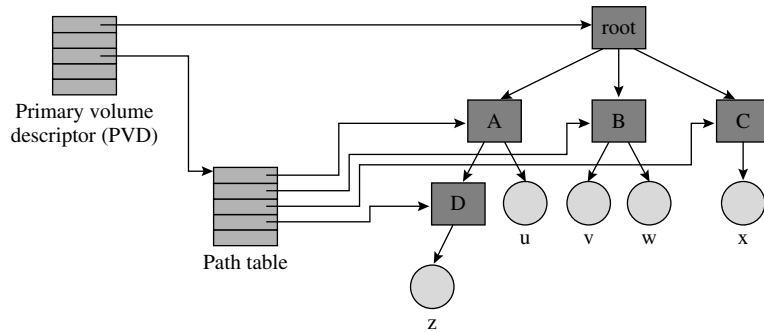 root
Primary volume
descriptor (PVD)
A
B
C
D
u
v
w
x
Path table
z